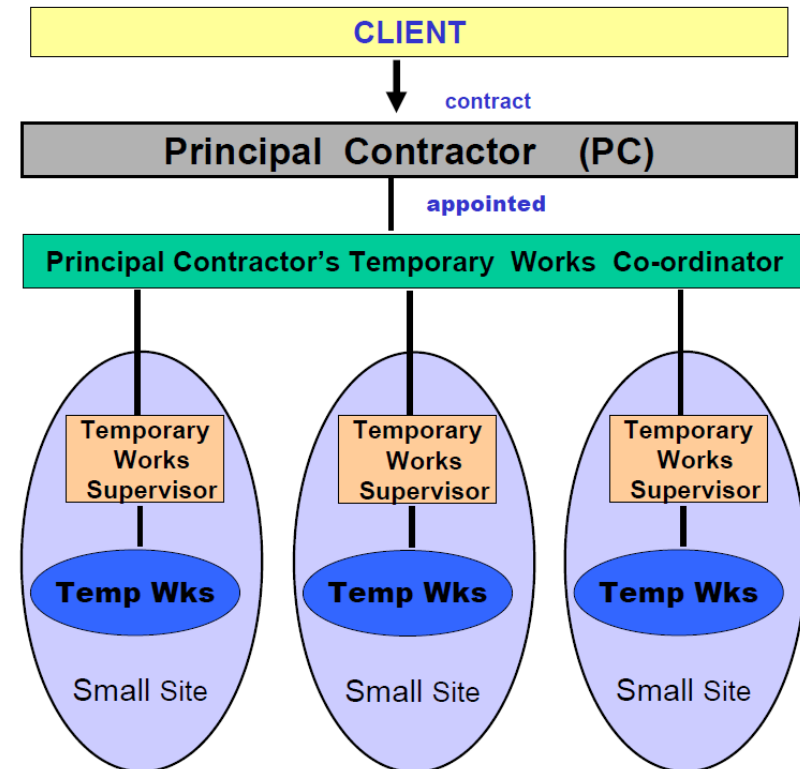 CLIENT
contract
Principal Contractor (PC)
appointed
Principal Contractor's Temporary Works Co-ordinator
Temporary
Works
Supervisor
Temp Wks
Small Site
Temporary
Works
Supervisor
Temp Wks
Small Site
Temporary
Works
Supervisor
Temp Wks
Small Site